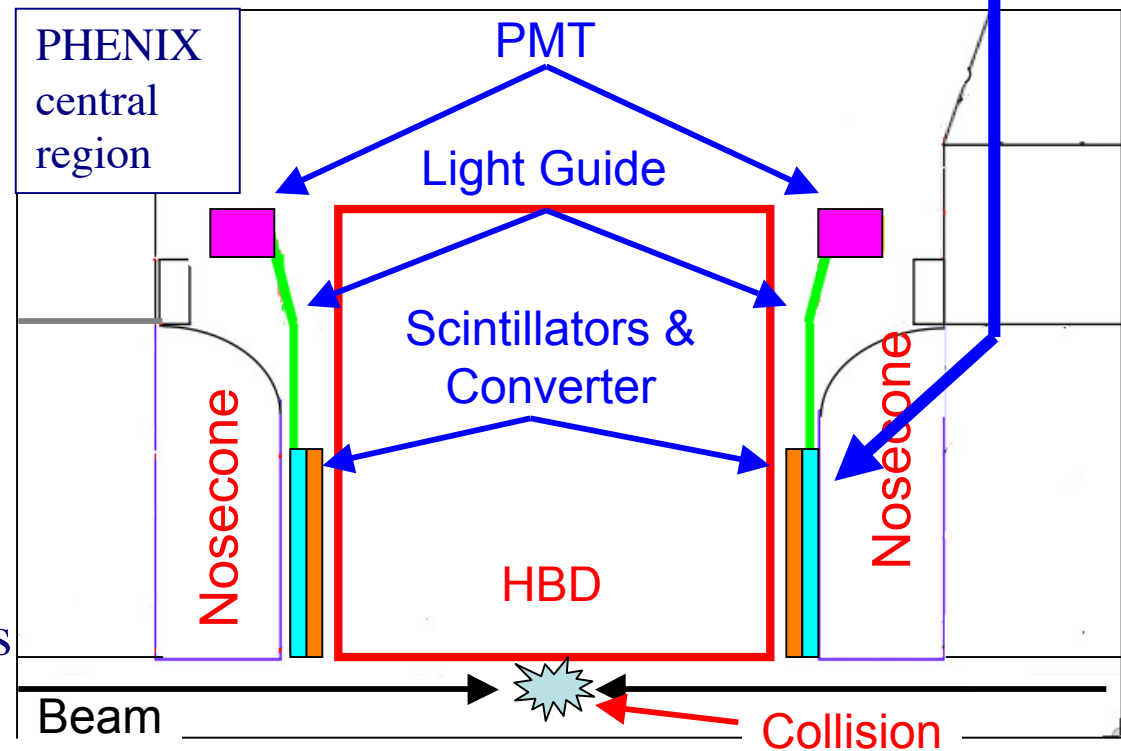 PHENIX
central
region
PMT
Light Guide
Scintillators &
Converter
Nosecone
Nosecone
HBD
s
Beam
Collision